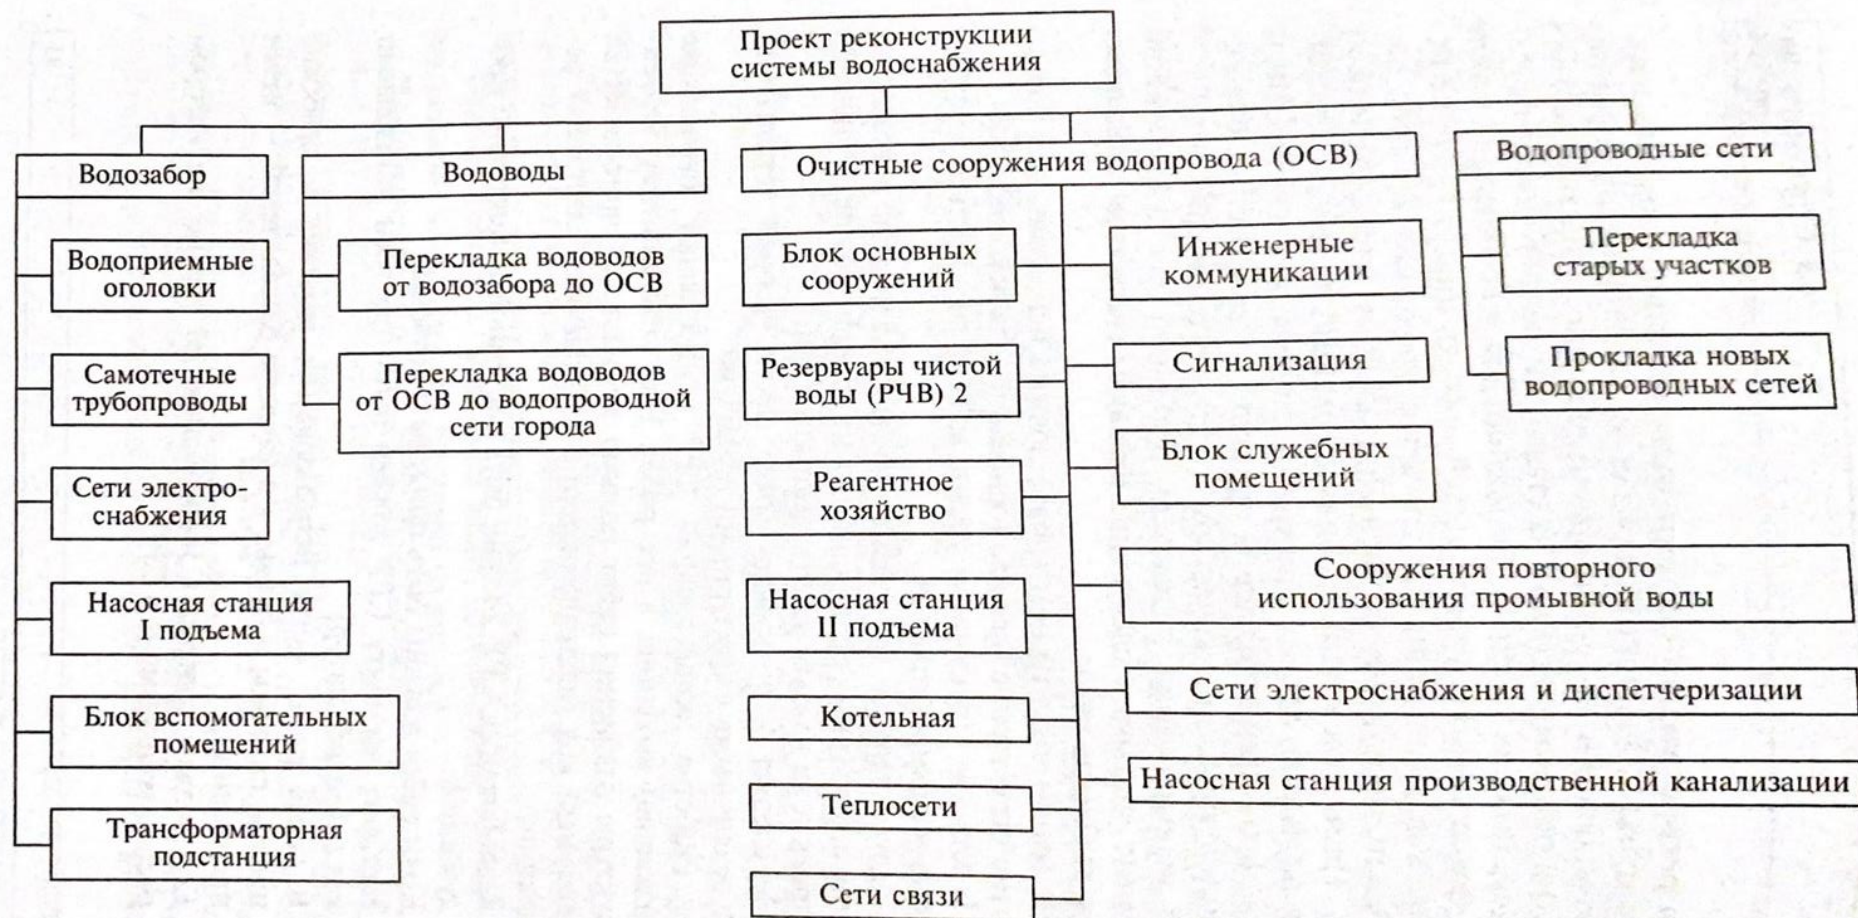 Проект реконструкции
системы водоснабжения
Водозабор
Водоприемные
оголовки
Самотечные
трубопроводы
Сети электро-
снабжения
Насосная станция
I подъема
Блок вспомогательных
помещений
Трансформаторная
подстанция
Водоводы
Перекладка водоводов
от водозабора до ОСВ
Перекладка водоводов
от ОСВ до водопроводной
сети города
Очистные сооружения водопровода (ОСВ)
Блок основных
сооружений
Резервуары чистой
воды (РЧВ) 2
Реагентное
хозяйство
Насосная станция
II подъема
Котельная
Теплосети
Сети связи
Инженерные
коммуникации
Сигнализация
Блок служебных
помещений
Сооружения повторного
использования промывной воды
Сети электроснабжения и диспетчеризации
Насосная станция производственной канализации
Водопроводные сети
Перекладка
старых участков
Прокладка новых
водопроводных сетей